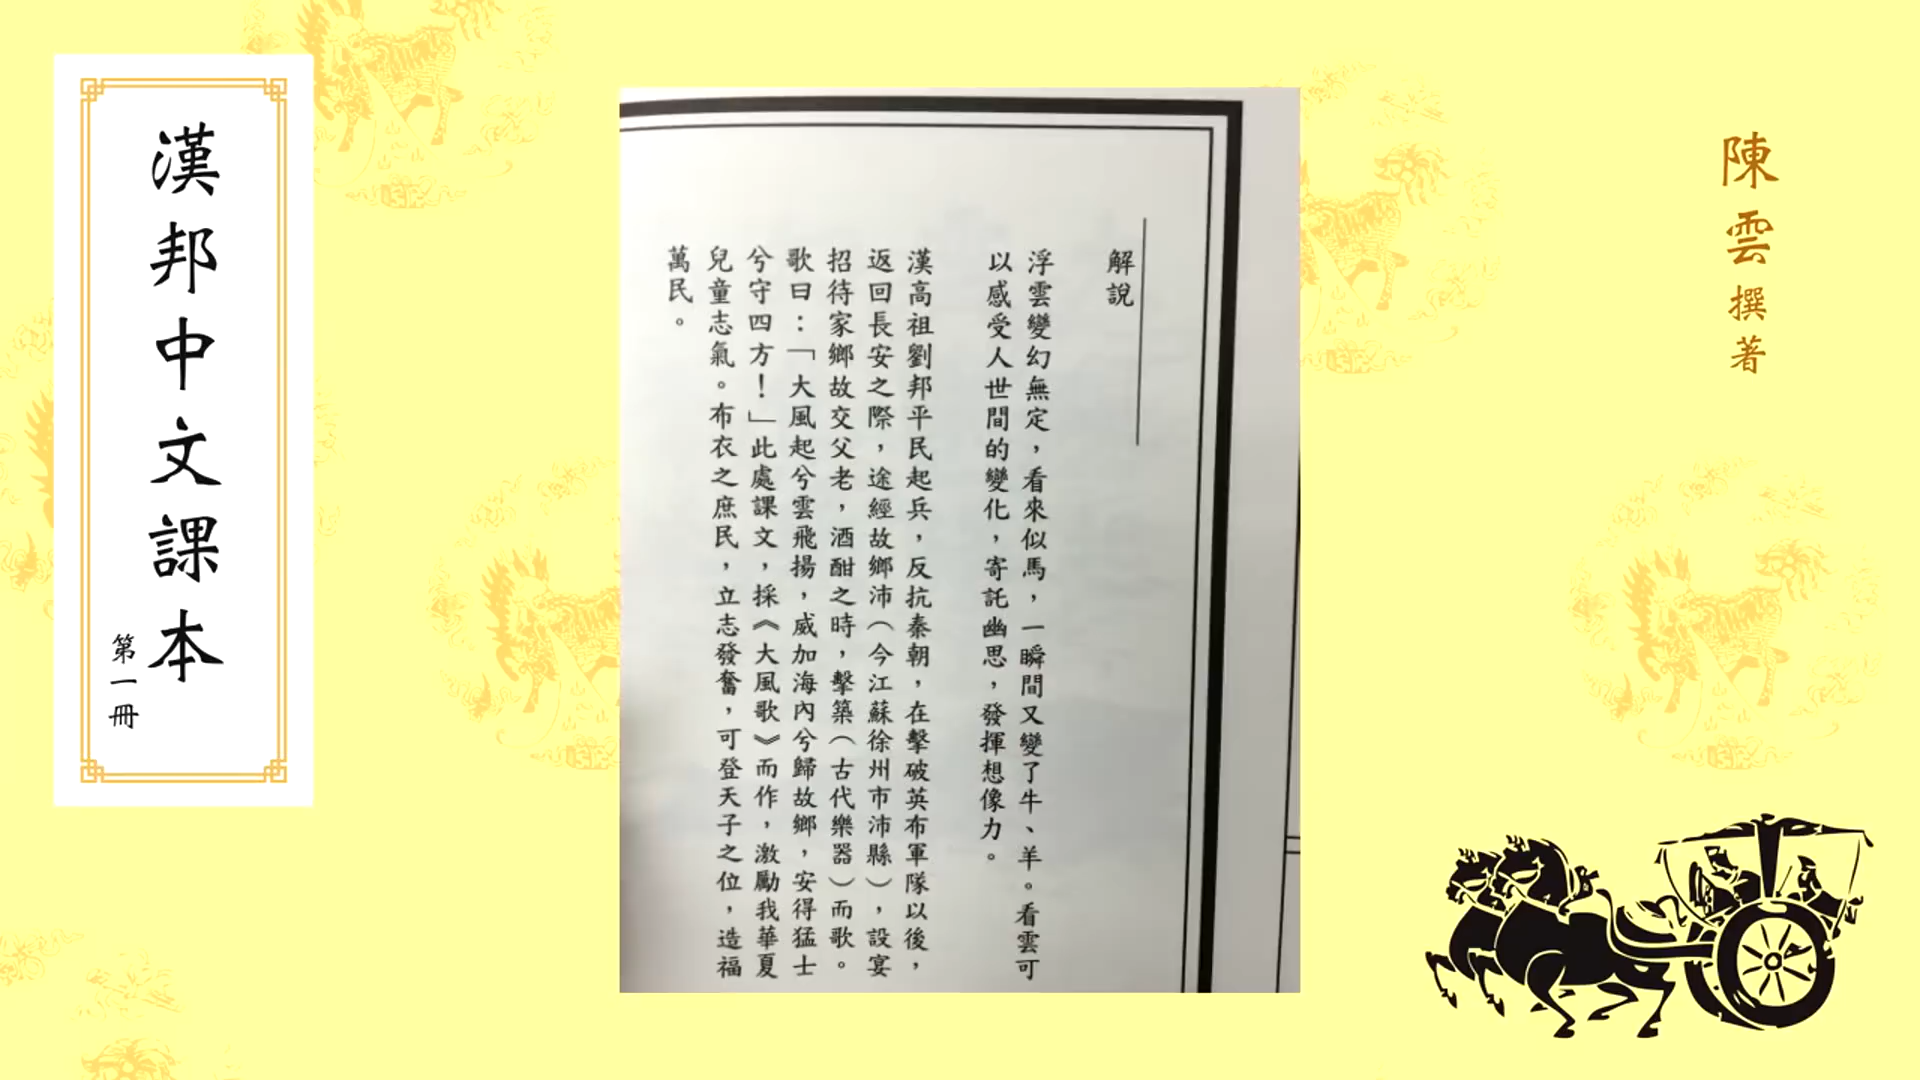 漢邦中文課本
第一冊
解說
浮雲變幻無定，看來似馬，一瞬間又變了牛、羊。看雲可
以感受人世間的變化，寄託幽思，發揮想像力。
漢高祖劉邦平民起兵，反抗秦朝，在擊破英布軍隊以後，
返回長安之際，途經故鄉沛（今江蘇徐州市沛縣），設宴
招待家鄉故交父老，酒酣之時，擊築（古代樂器）而歌。
歌曰：「大風起兮雲飛揚，威加海內兮歸故鄉，安得猛士
兮守四方！」此處課文，採《大風歌》而作，激勵我華夏
兒童志氣。布衣之庶民，立志發奮，可登天子之位，造福
萬民。
陳雲撰著